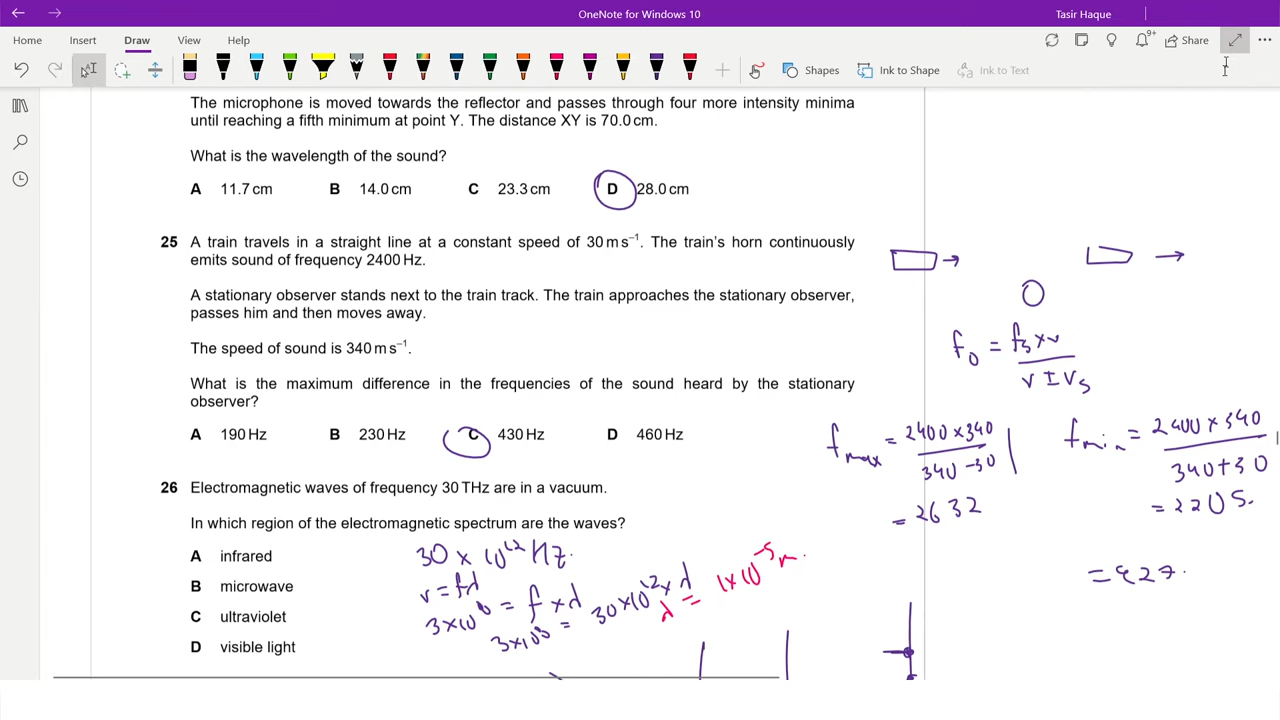 OneNote for Windows 10
Tasir Haque
Home Insert Draw View Help
9+ Share
Shapes Ink to Shape Ink to Text
The microphone is moved towards the reflector and passes through four more intensity minima
until reaching a fifth minimum at point Y. The distance XY is 70.0 cm.
What is the wavelength of the sound?
A 11.7 cm B 14.0 cm C 23.3 cm D 28.0 cm
25 A train travels in a straight line at a constant speed of 30 m s⁻¹. The train's horn continuously
emits sound of frequency 2400 Hz.
A stationary observer stands next to the train track. The train approaches the stationary observer,
passes him and then moves away.
The speed of sound is 340 m s⁻¹.
What is the maximum difference in the frequencies of the sound heard by the stationary
observer?
A 190 Hz B 230 Hz C 430 Hz D 460 Hz
f₀ = fs × v / v ± vs
fmax = 2400 × 340 / 340 - 30
= 2632
fmin = 2400 × 340 / 340 + 30
= 2205.
= 427.
26 Electromagnetic waves of frequency 30 THz are in a vacuum.
In which region of the electromagnetic spectrum are the waves?
A infrared
B microwave
C ultraviolet
D visible light
30 × 10¹² Hz.
v = fλ
3 × 10⁸ = f × λ
3 × 10⁸ = 30 × 10¹² × λ
λ = 1 × 10⁻⁵ m.